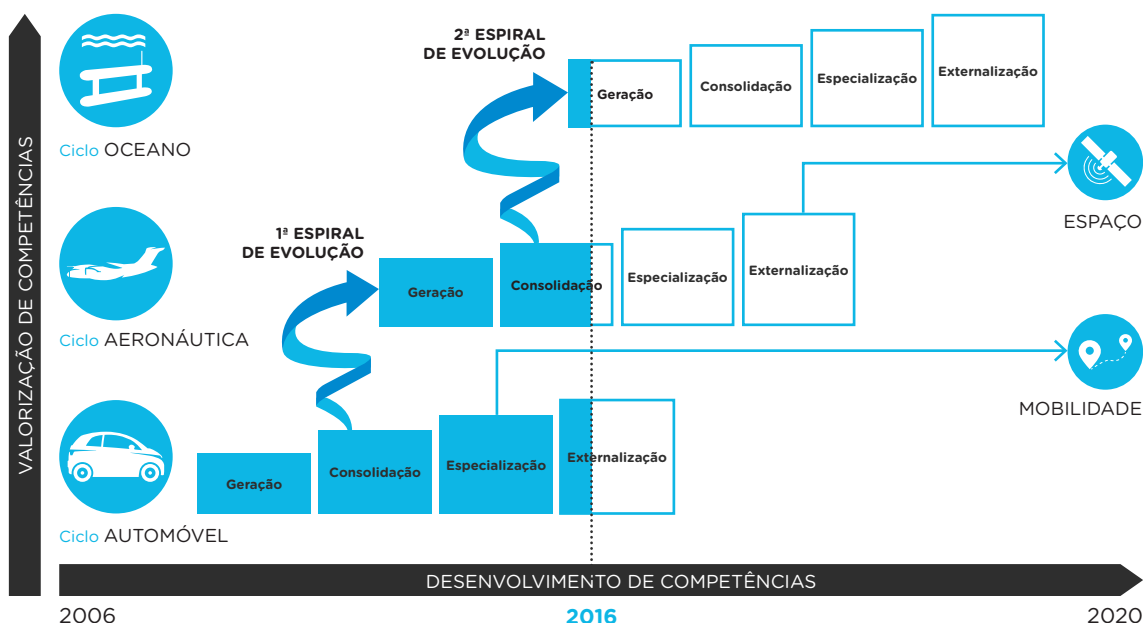 VALORIZAÇÃO DE COMPETÊNCIAS
2ª ESPIRAL
DE EVOLUÇÃO
Geração
Consolidação
Especialização
Externalização
Ciclo OCEANO
ESPAÇO
1ª ESPIRAL
DE EVOLUÇÃO
Geração
Consolidação
Especialização
Externalização
Ciclo AERONÁUTICA
MOBILIDADE
Geração
Consolidação
Especialização
Externalização
Ciclo AUTOMÓVEL
DESENVOLVIMENTO DE COMPETÊNCIAS
2006
2016
2020